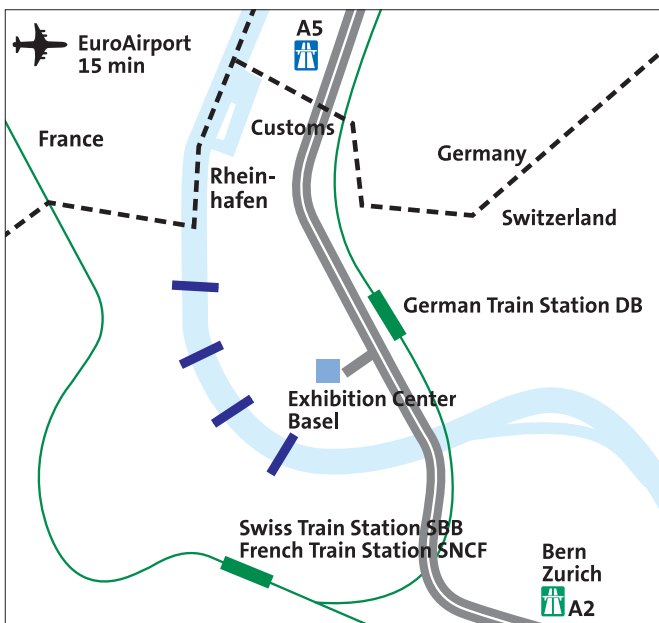 EuroAirport
15 min
A5
France
Customs
Germany
Rhein-
hafen
Switzerland
German Train Station DB
Exhibition Center
Basel
Swiss Train Station SBB
French Train Station SNCF
Bern
Zurich
A2